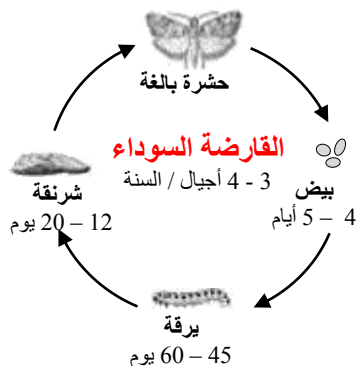 حشرة بالغة
القارضة السوداء
3 - 4 أجيال / السنة
بيض
4 – 5 أيام
شرنقة
12 – 20 يوم
يرقة
45 – 60 يوم